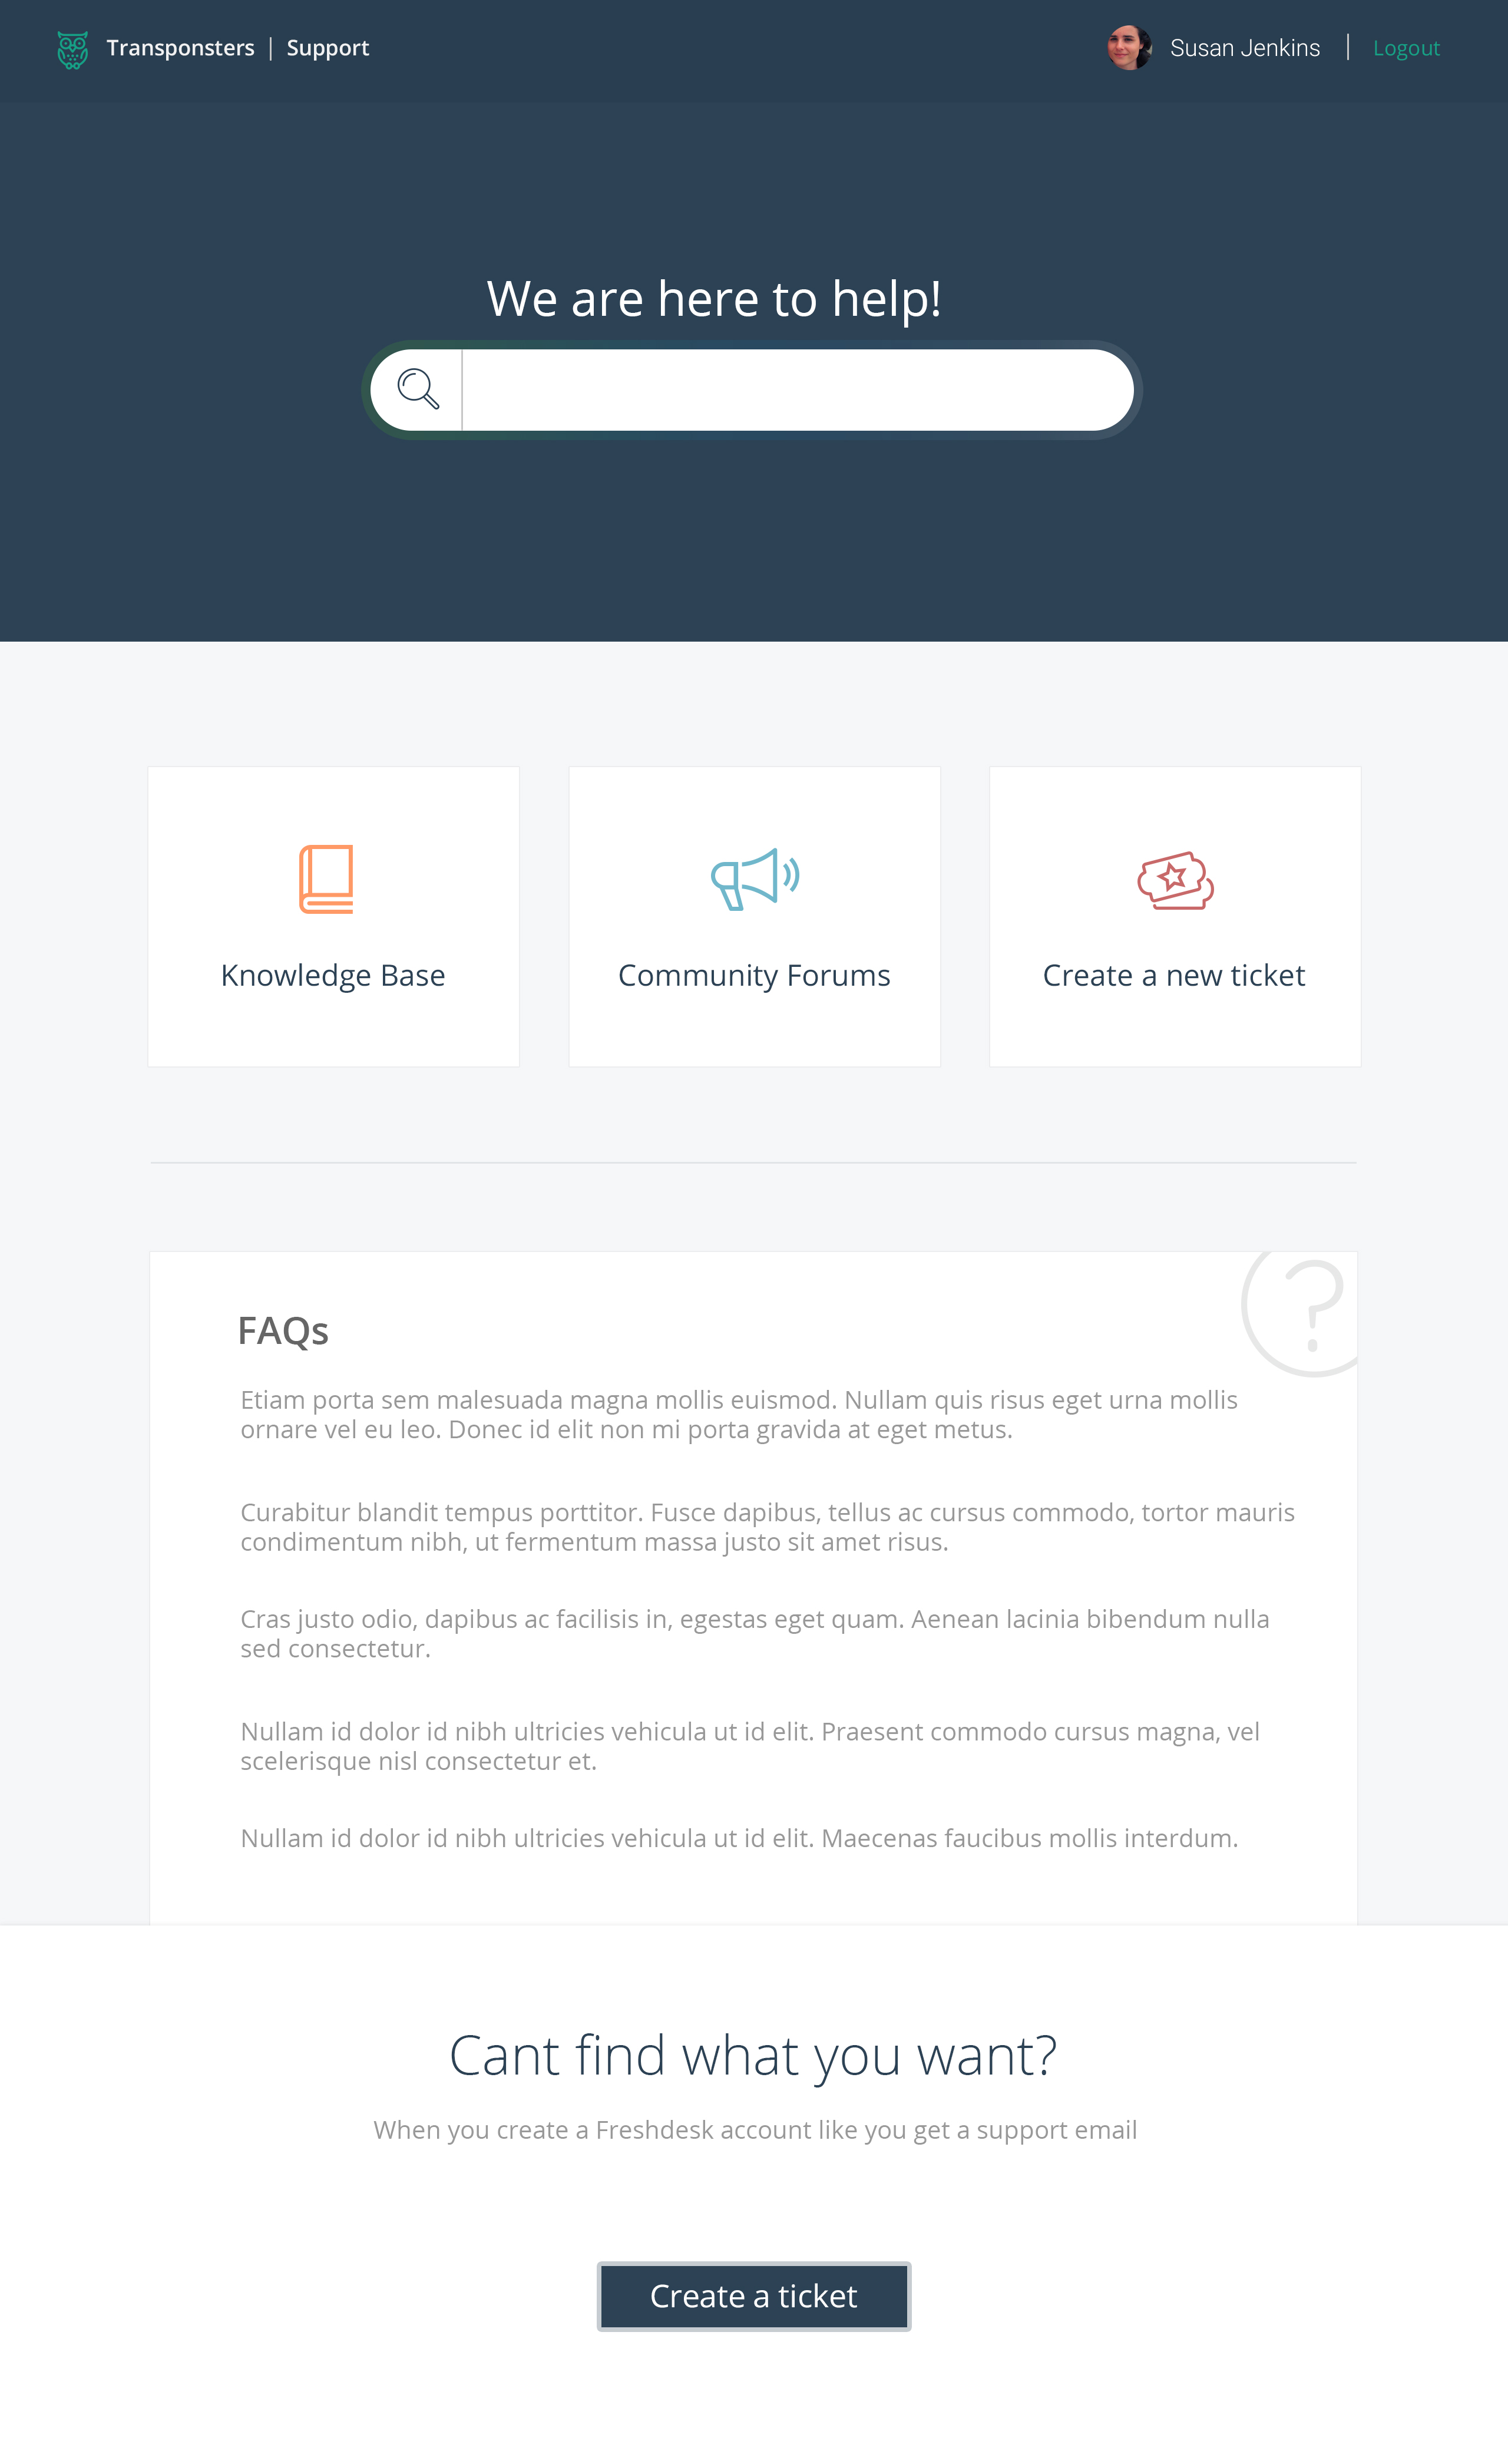 Transponsters | Support
Susan Jenkins | Logout
We are here to help!
Knowledge Base
Community Forums
Create a new ticket
FAQs
?
Etiam porta sem malesuada magna mollis euismod. Nullam quis risus eget urna mollis
ornare vel eu leo. Donec id elit non mi porta gravida at eget metus.
Curabitur blandit tempus porttitor. Fusce dapibus, tellus ac cursus commodo, tortor mauris
condimentum nibh, ut fermentum massa justo sit amet risus.
Cras justo odio, dapibus ac facilisis in, egestas eget quam. Aenean lacinia bibendum nulla
sed consectetur.
Nullam id dolor id nibh ultricies vehicula ut id elit. Praesent commodo cursus magna, vel
scelerisque nisl consectetur et.
Nullam id dolor id nibh ultricies vehicula ut id elit. Maecenas faucibus mollis interdum.
Cant find what you want?
When you create a Freshdesk account like you get a support email
Create a ticket